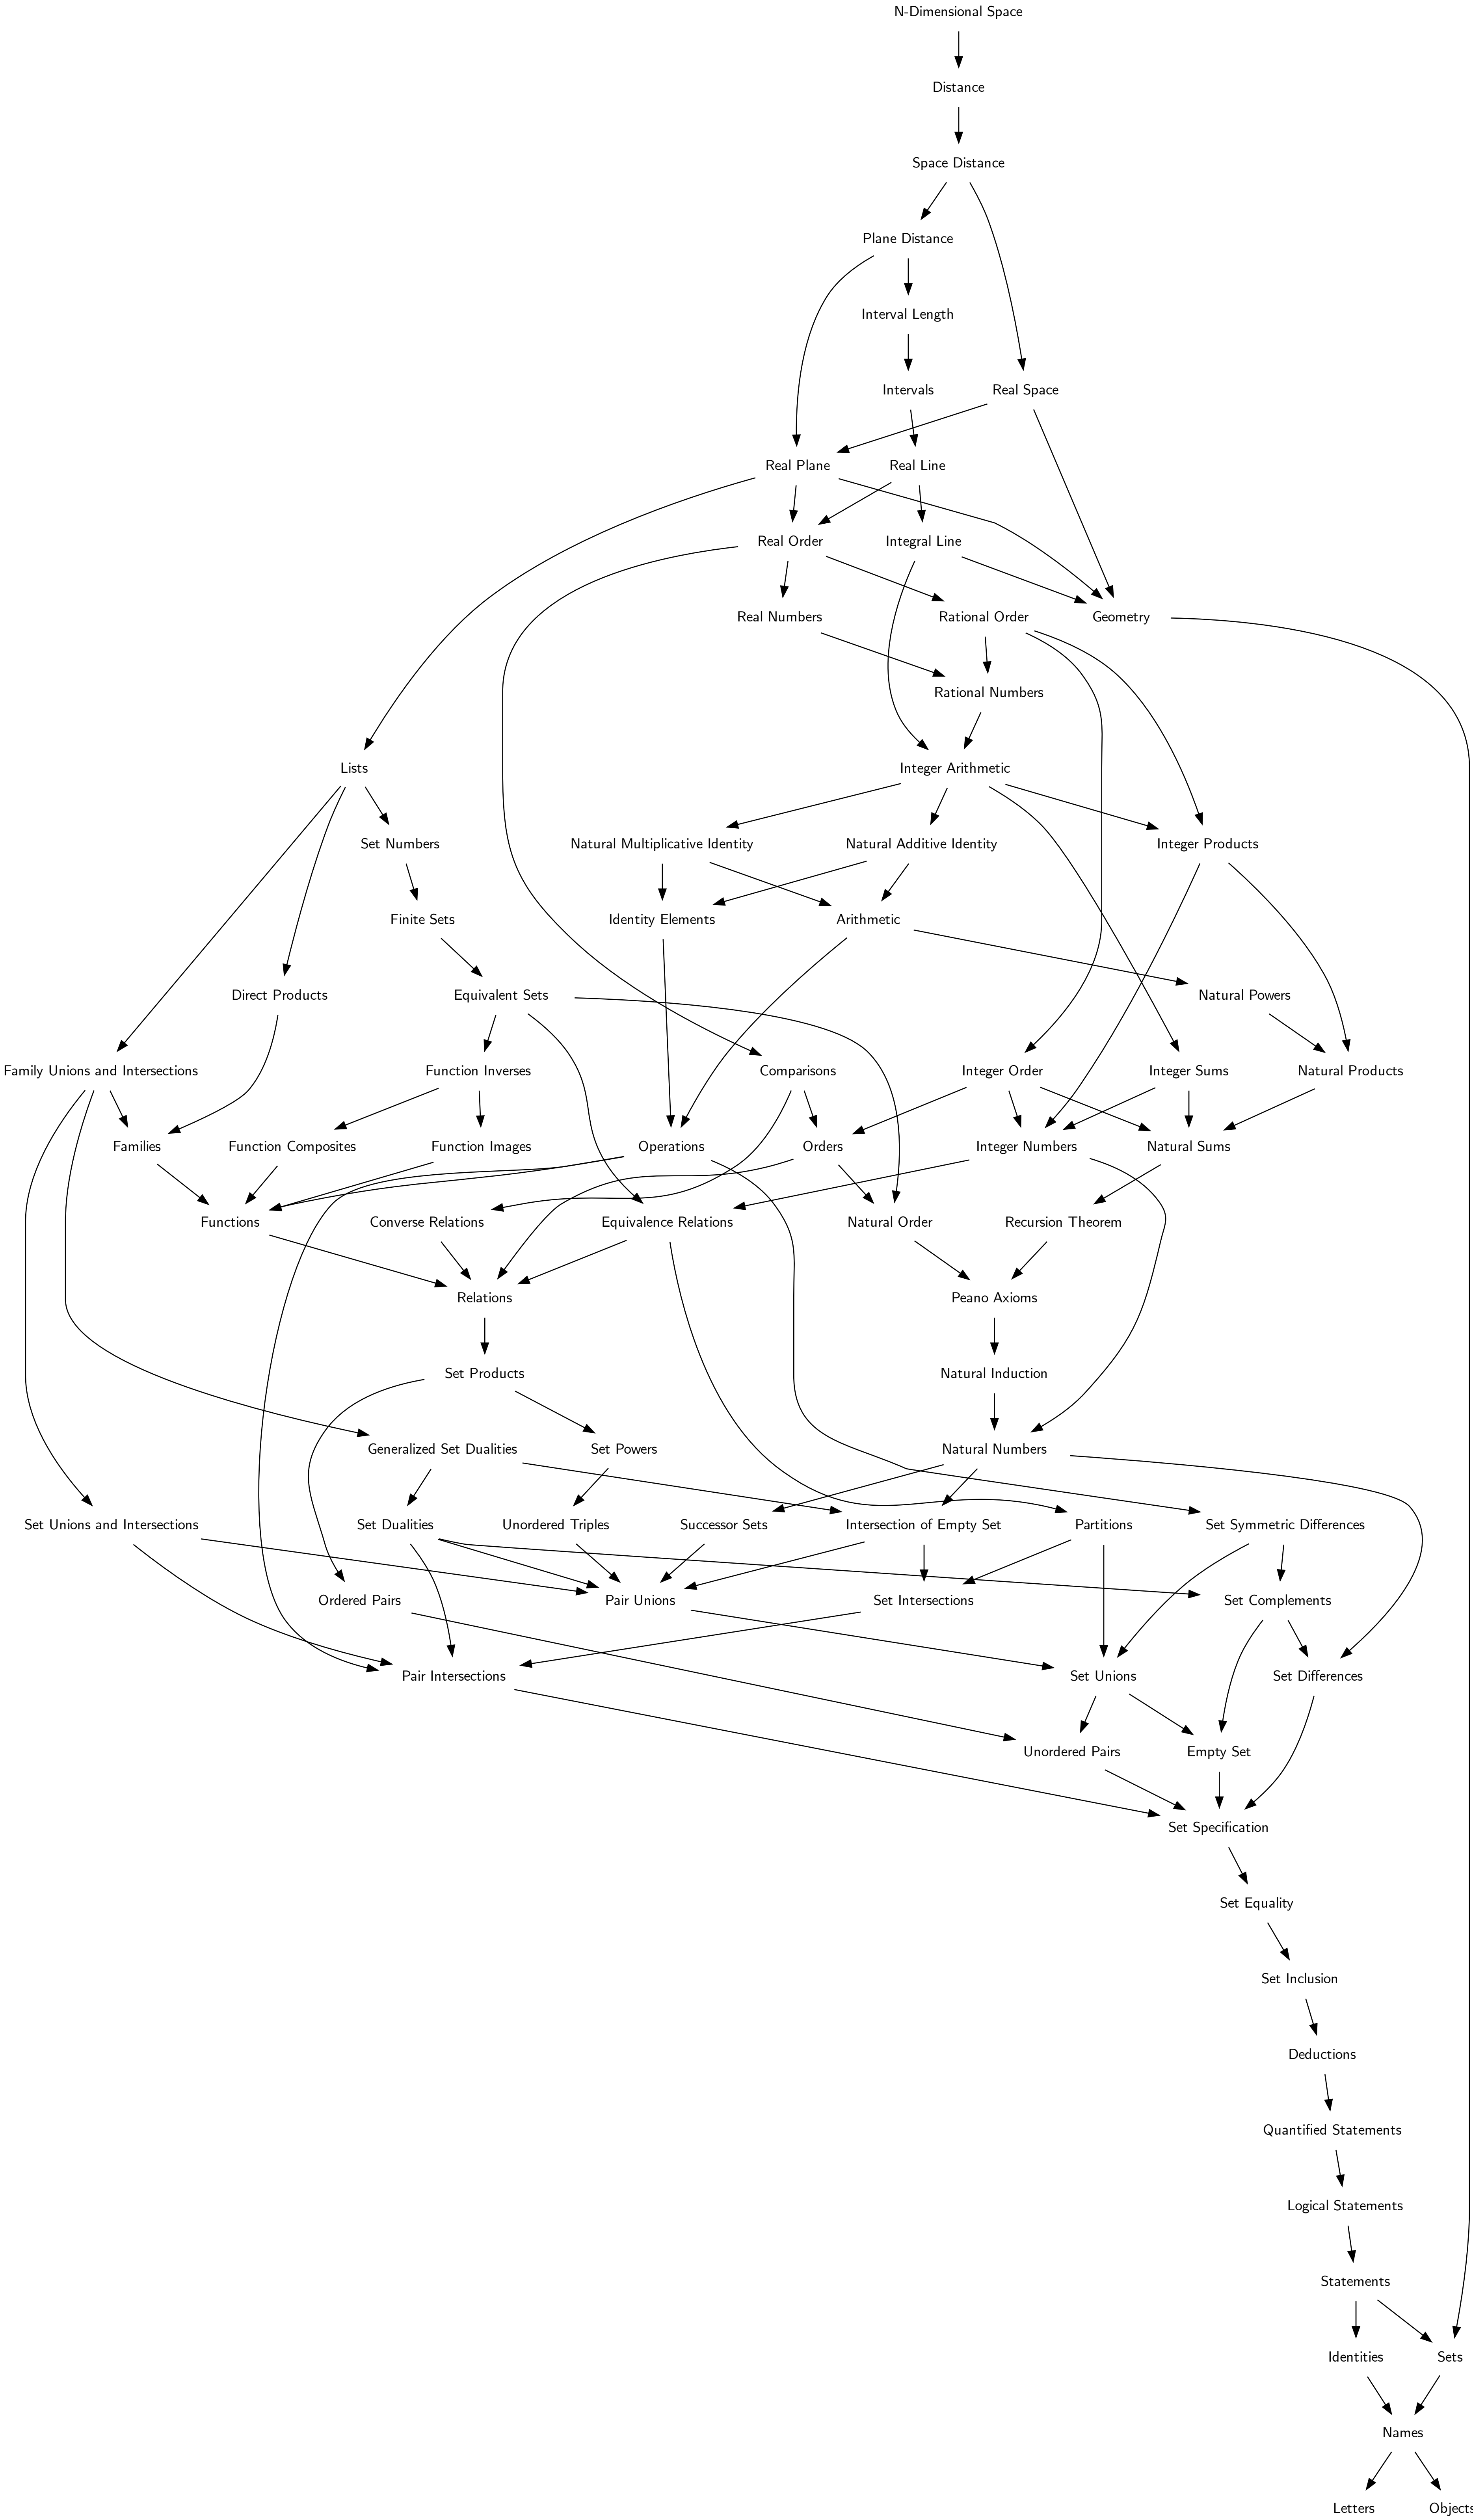 N-Dimensional Space
Distance
Space Distance
Plane Distance
Interval Length
Intervals
Real Space
Real Plane
Real Line
Real Order
Integral Line
Real Numbers
Rational Order
Geometry
Rational Numbers
Lists
Integer Arithmetic
Set Numbers
Natural Multiplicative Identity
Natural Additive Identity
Integer Products
Finite Sets
Identity Elements
Arithmetic
Direct Products
Equivalent Sets
Natural Powers
Family Unions and Intersections
Function Inverses
Comparisons
Integer Order
Integer Sums
Natural Products
Families
Function Composites
Function Images
Operations
Orders
Integer Numbers
Natural Sums
Functions
Converse Relations
Equivalence Relations
Natural Order
Recursion Theorem
Relations
Peano Axioms
Set Products
Natural Induction
Generalized Set Dualities
Set Powers
Natural Numbers
Set Unions and Intersections
Set Dualities
Unordered Triples
Successor Sets
Intersection of Empty Set
Partitions
Set Symmetric Differences
Ordered Pairs
Pair Unions
Set Intersections
Set Complements
Pair Intersections
Set Unions
Set Differences
Unordered Pairs
Empty Set
Set Specification
Set Equality
Set Inclusion
Deductions
Quantified Statements
Logical Statements
Statements
Identities
Sets
Names
Letters
Objects